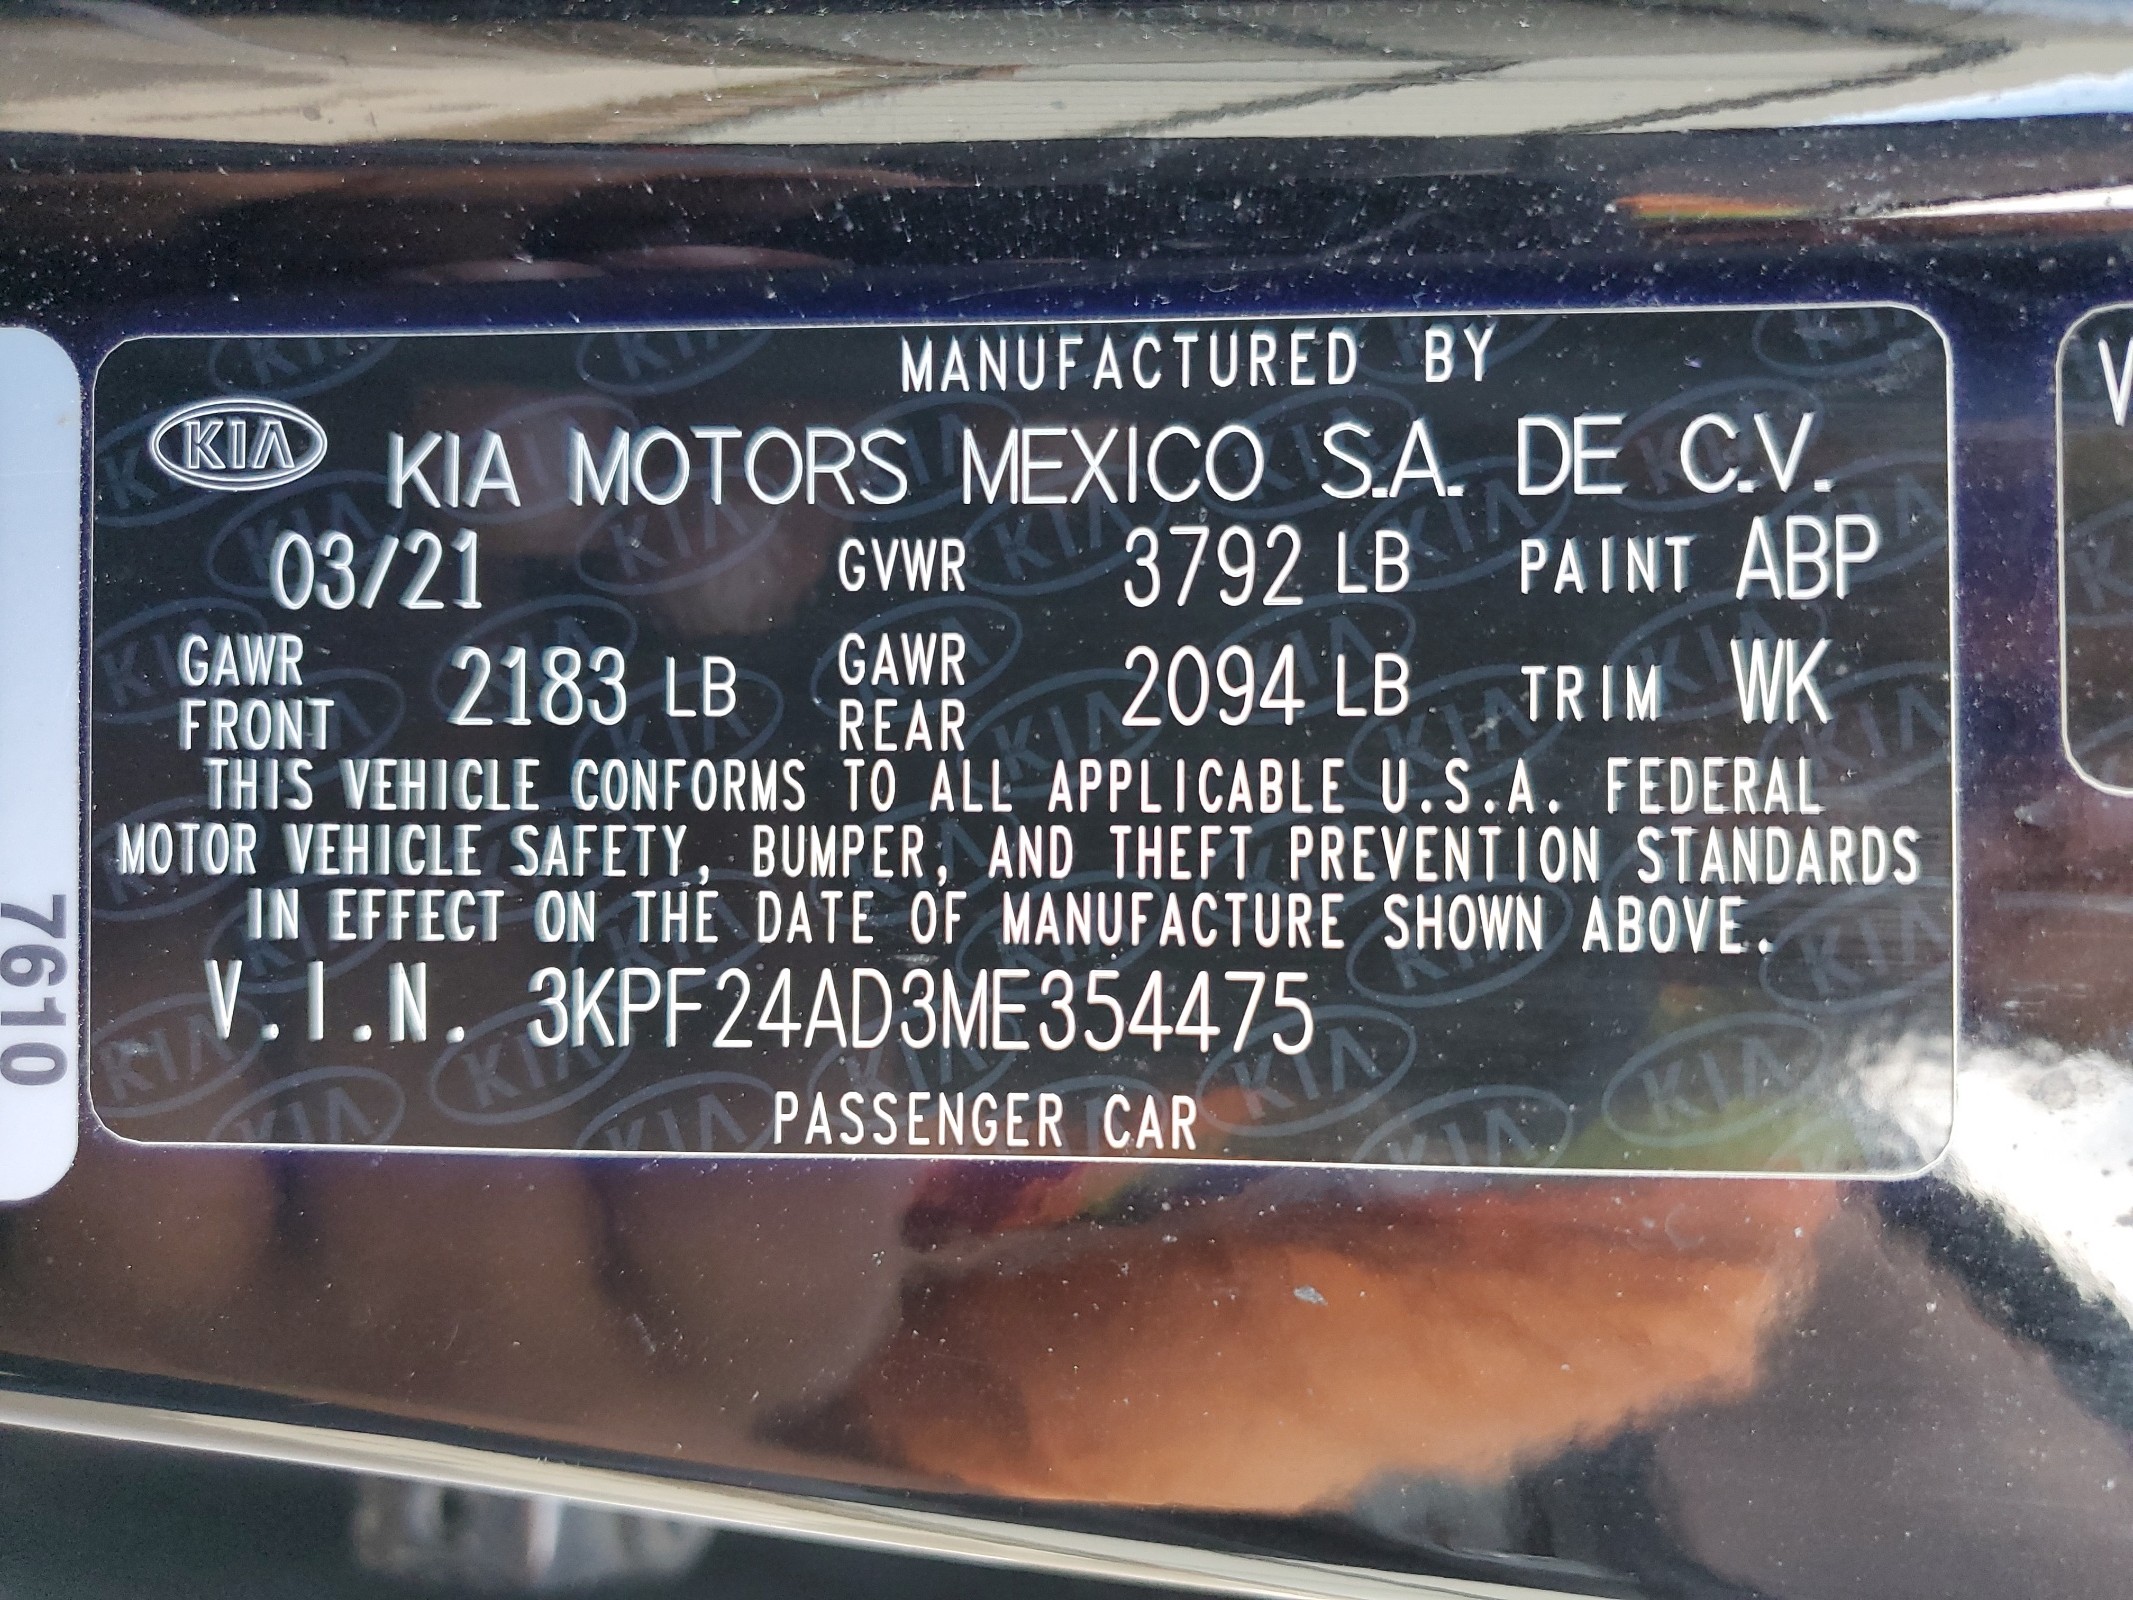 MANUFACTURED BY
KIA KIA MOTORS MEXICO S.A. DE C.V.
03/21 GVWR 3792 LB PAINT ABP
GAWR FRONT 2183 LB GAWR REAR 2094 LB TRIM WK
THIS VEHICLE CONFORMS TO ALL APPLICABLE U.S.A. FEDERAL
MOTOR VEHICLE SAFETY, BUMPER, AND THEFT PREVENTION STANDARDS
IN EFFECT ON THE DATE OF MANUFACTURE SHOWN ABOVE.
V.I.N. 3KPF24AD3ME354475
PASSENGER CAR
7610
V